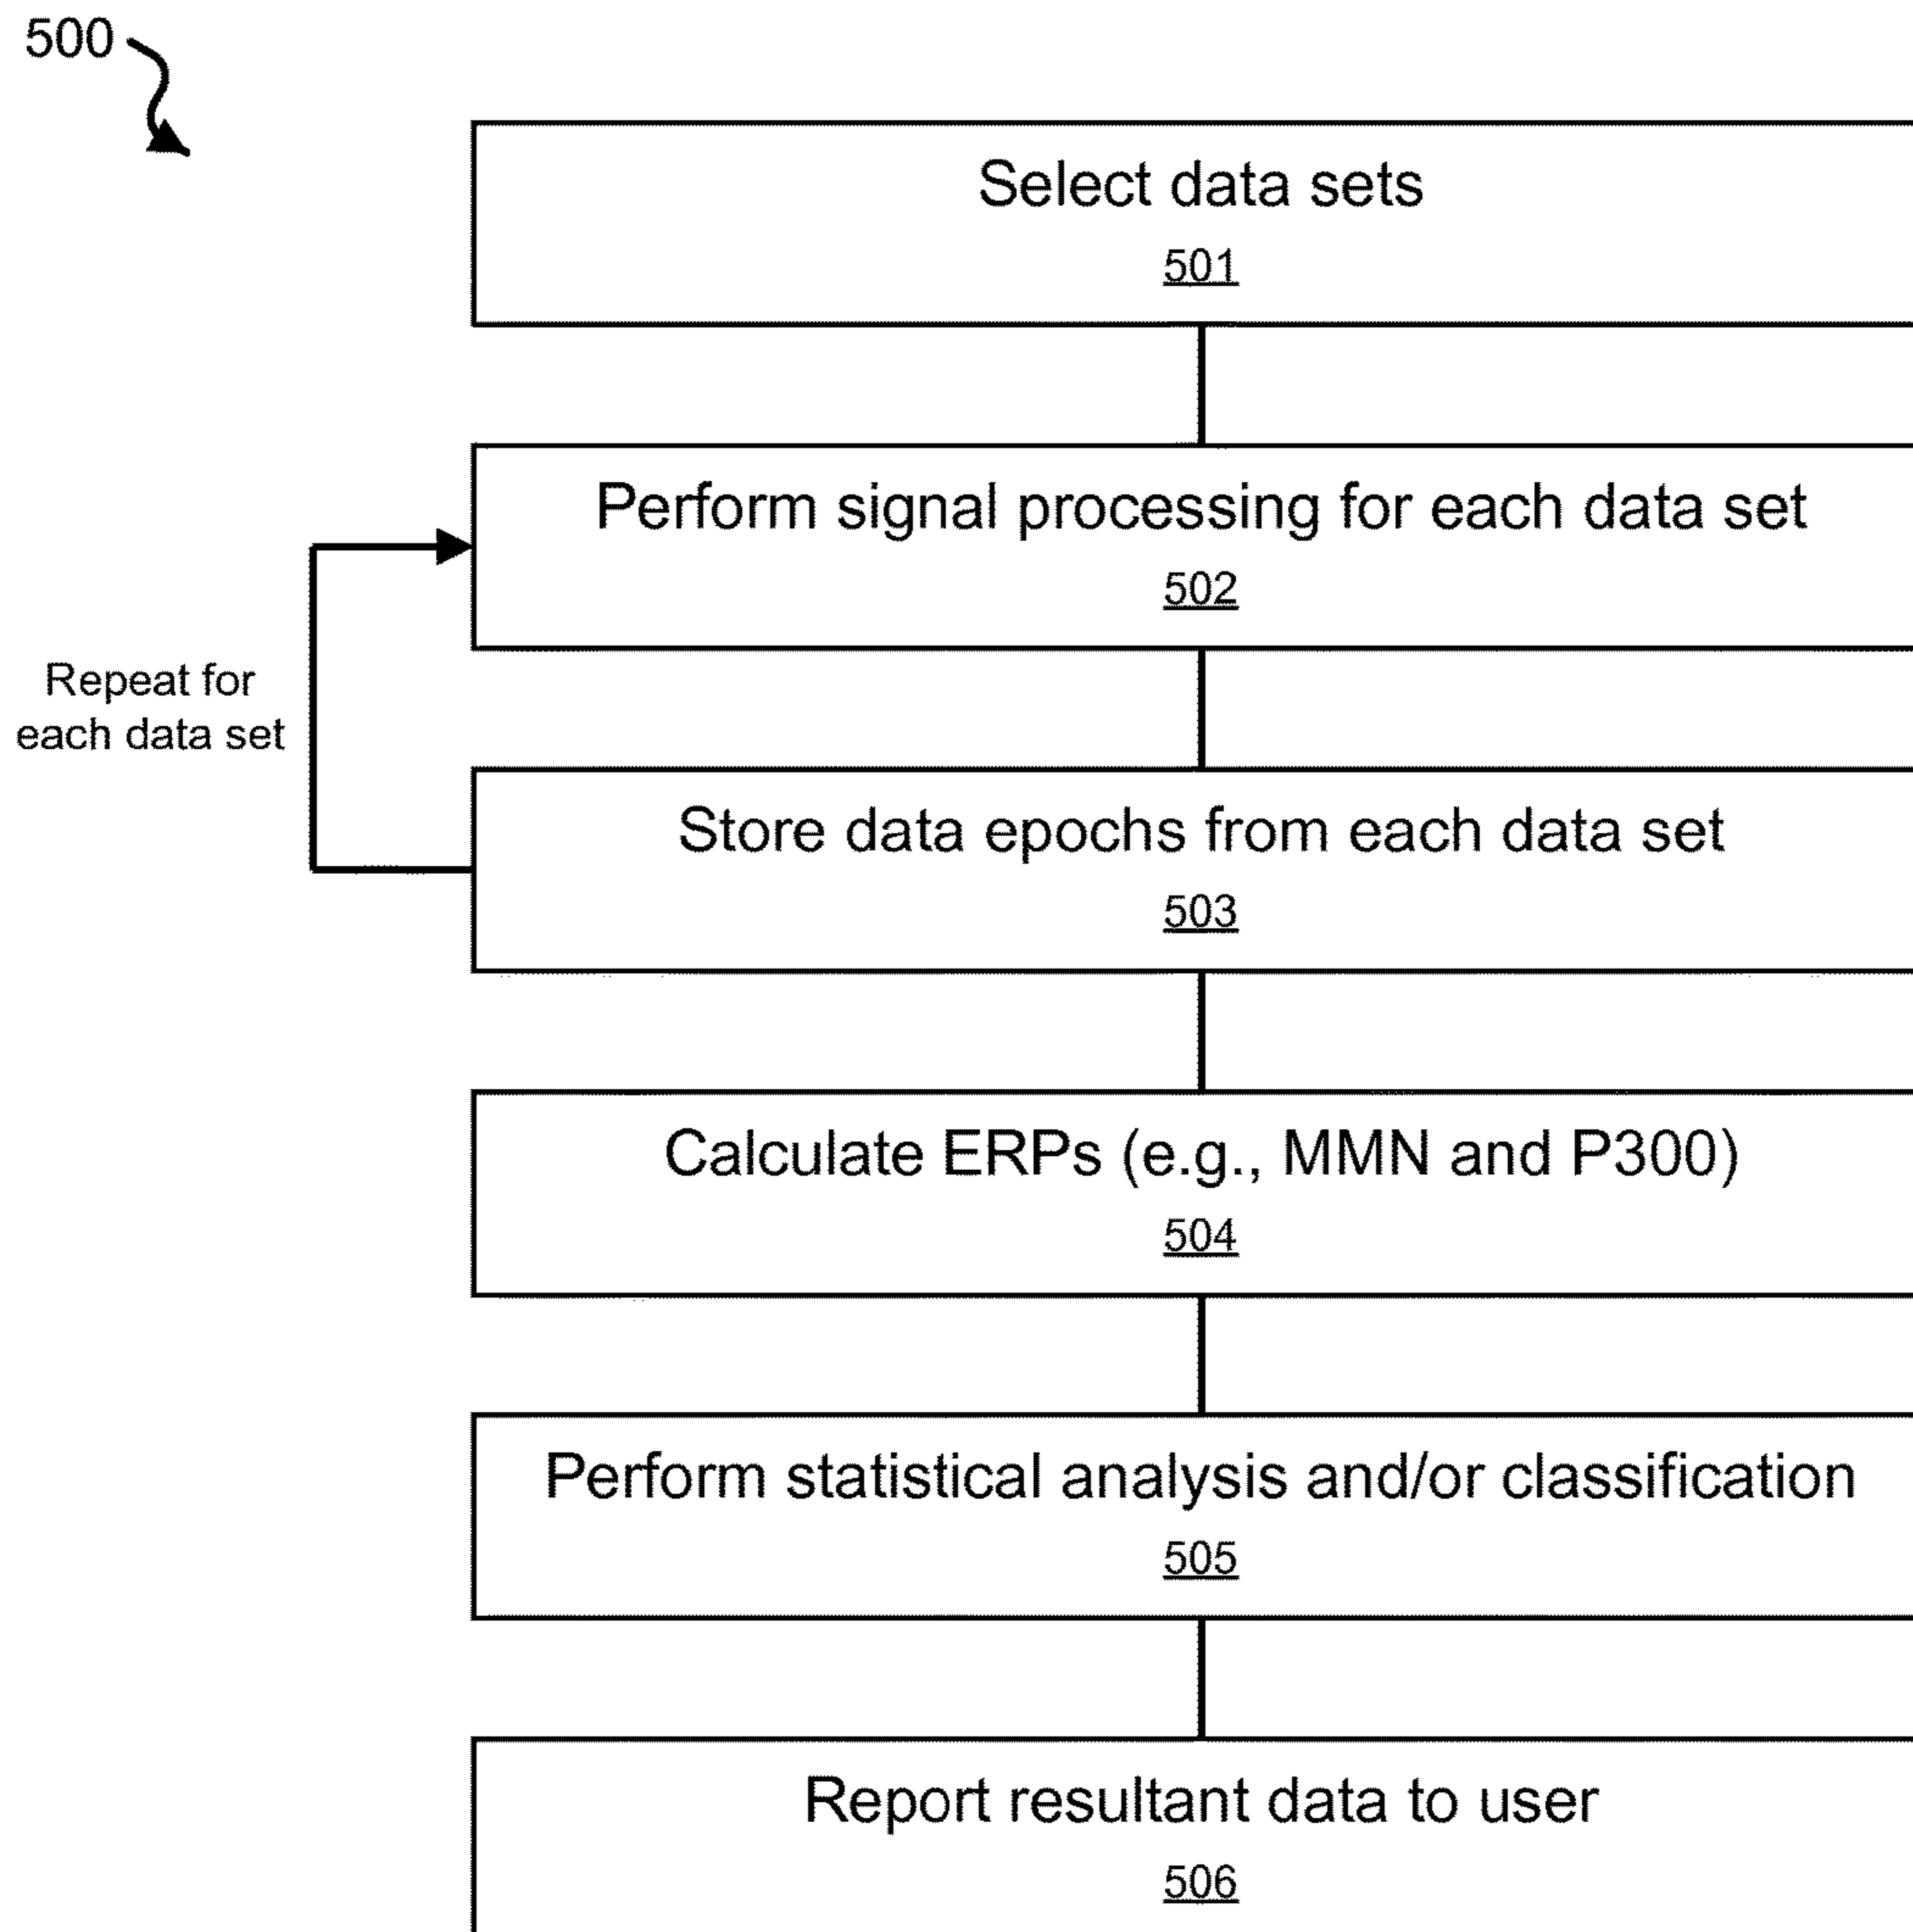 500
Select data sets
501
Perform signal processing for each data set
502
Repeat for
each data set
Store data epochs from each data set
503
Calculate ERPs (e.g., MMN and P300)
504
Perform statistical analysis and/or classification
505
Report resultant data to user
506